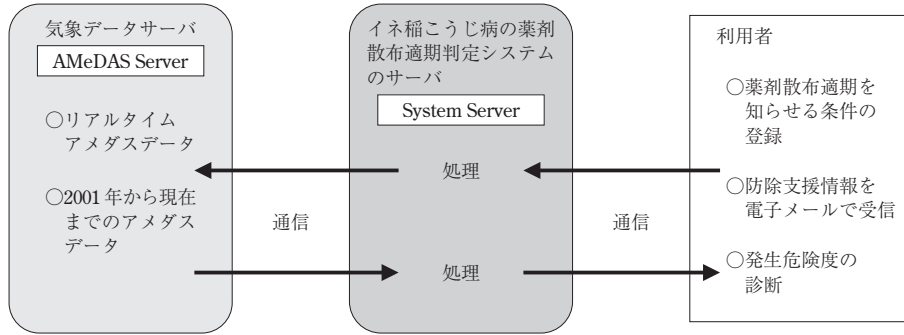 気象データサーバ
AMeDAS Server
○リアルタイム
アメダスデータ
○2001年から現在
までのアメダス
データ
通信
イネ稲こうじ病の薬剤
散布適期判定システム
のサーバ
System Server
処理
処理
通信
利用者
○薬剤散布適期を
知らせる条件の
登録
○防除支援情報を
電子メールで受信
○発生危険度の
診断